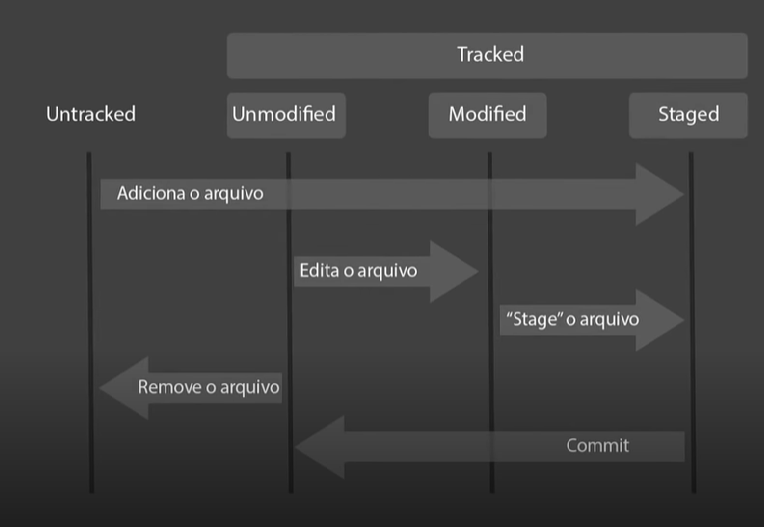 Tracked
Untracked
Unmodified
Modified
Staged
Adiciona o arquivo
Edita o arquivo
“Stage” o arquivo
Remove o arquivo
Commit